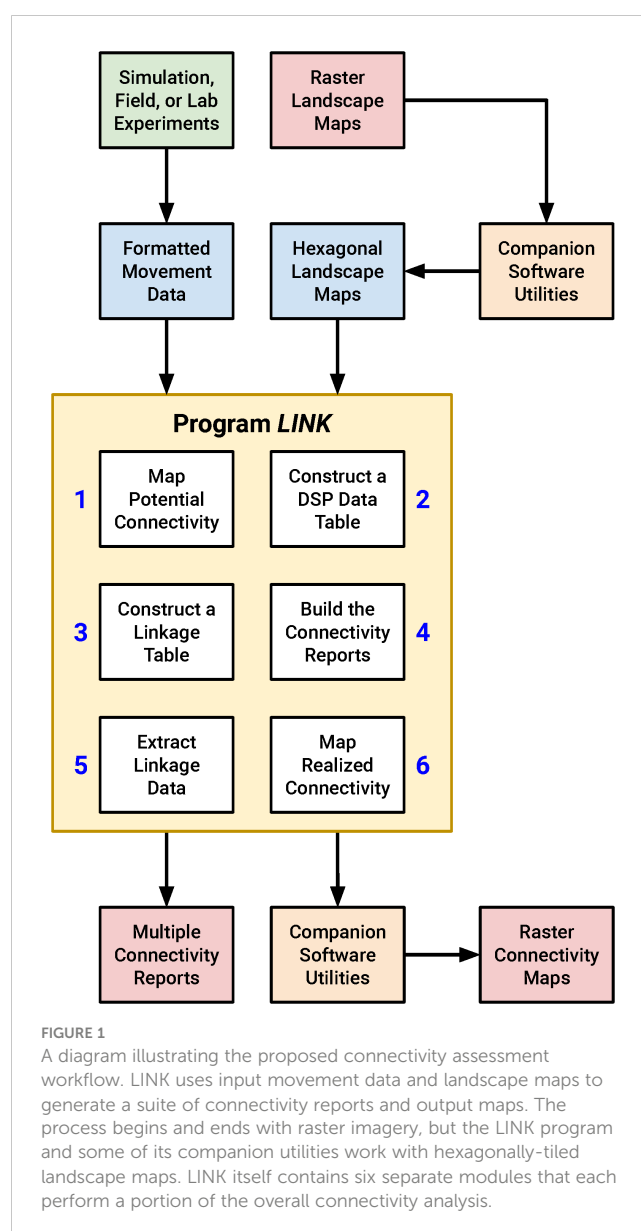 Simulation,
Field, or Lab
Experiments
Raster
Landscape
Maps
Formatted
Movement
Data
Hexagonal
Landscape
Maps
Companion
Software
Utilities
Program LINK
1
Map
Potential
Connectivity
Construct a
DSP Data
Table
2
3
Construct a
Linkage
Table
Build the
Connectivity
Reports
4
5
Extract
Linkage
Data
Map
Realized
Connectivity
6
Multiple
Connectivity
Reports
Companion
Software
Utilities
Raster
Connectivity
Maps
FIGURE 1
A diagram illustrating the proposed connectivity assessment
workflow. LINK uses input movement data and landscape maps to
generate a suite of connectivity reports and output maps. The
process begins and ends with raster imagery, but the LINK program
and some of its companion utilities work with hexagonally-tiled
landscape maps. LINK itself contains six separate modules that each
perform a portion of the overall connectivity analysis.